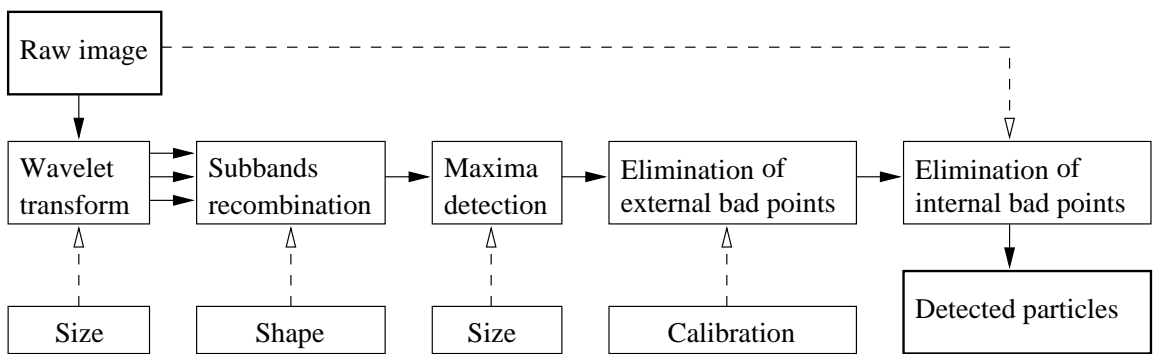 Raw image
Wavelet
transform
Subbands
recombination
Maxima
detection
Elimination of
external bad points
Elimination of
internal bad points
Size
Shape
Size
Calibration
Detected particles